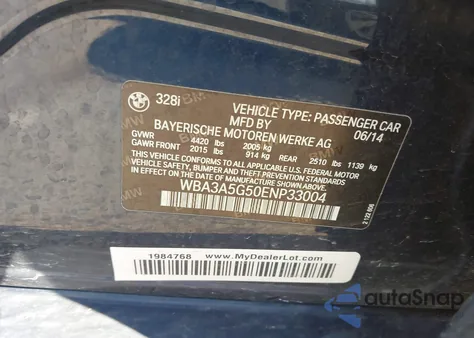 328i
VEHICLE TYPE: PASSENGER CAR
BAYERISCHE MOTOREN WERKE AG 06/14
GVWR 4420 lbs 2005 kg
GAWR FRONT 2015 lbs 914 kg REAR 2510 lbs 1139 kg
THIS VEHICLE CONFORMS TO ALL APPLICABLE U.S. FEDERAL MOTOR
VEHICLE SAFETY, BUMPER AND THEFT PREVENTION STANDARDS
IN EFFECT ON THE DATE OF MANUFACTURE SHOWN ABOVE.
WBA3A5G50ENP33004
1984768 www.
MyDealerLot.com
autoSnap